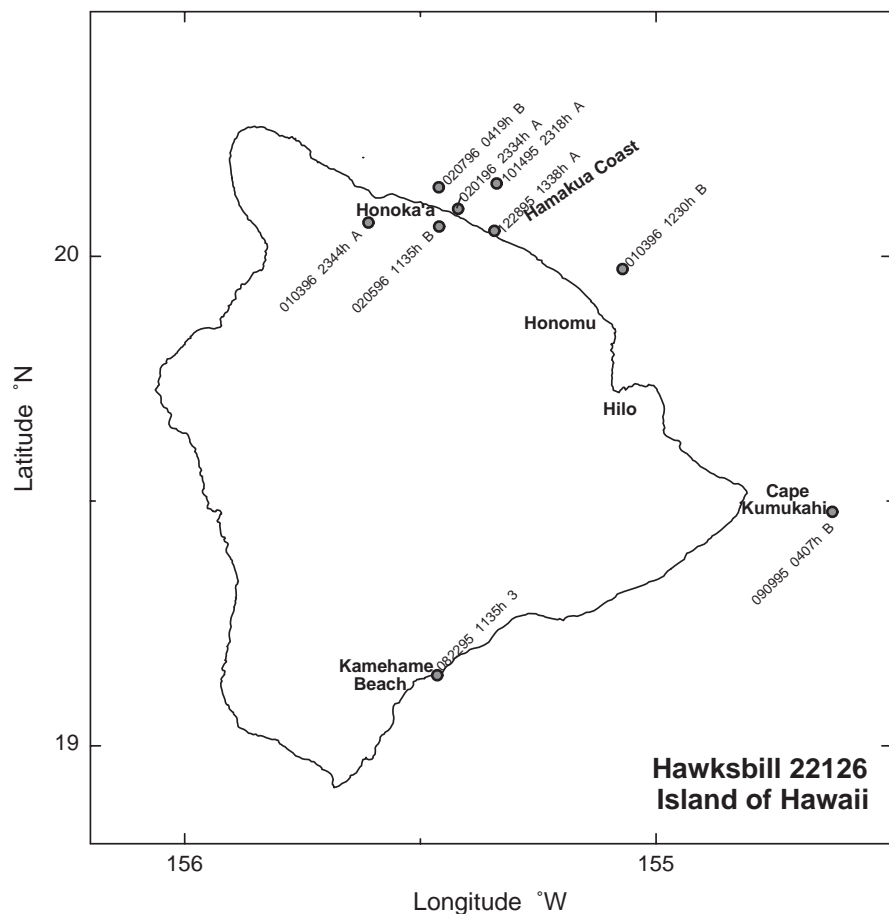 020796 0419h B
020196 2334h A
101495 2318h A
122895 1338h A
Hamakua Coast
Honoka'a
010396 2344h A
020596 1135h B
010396 1230h B
20
Honomu
Hilo
Latitude °N
Cape
Kumukahi
090995 0407h B
082295 1135h 3
Kamehame
Beach
19
Hawksbill 22126
Island of Hawaii
156
155
Longitude °W